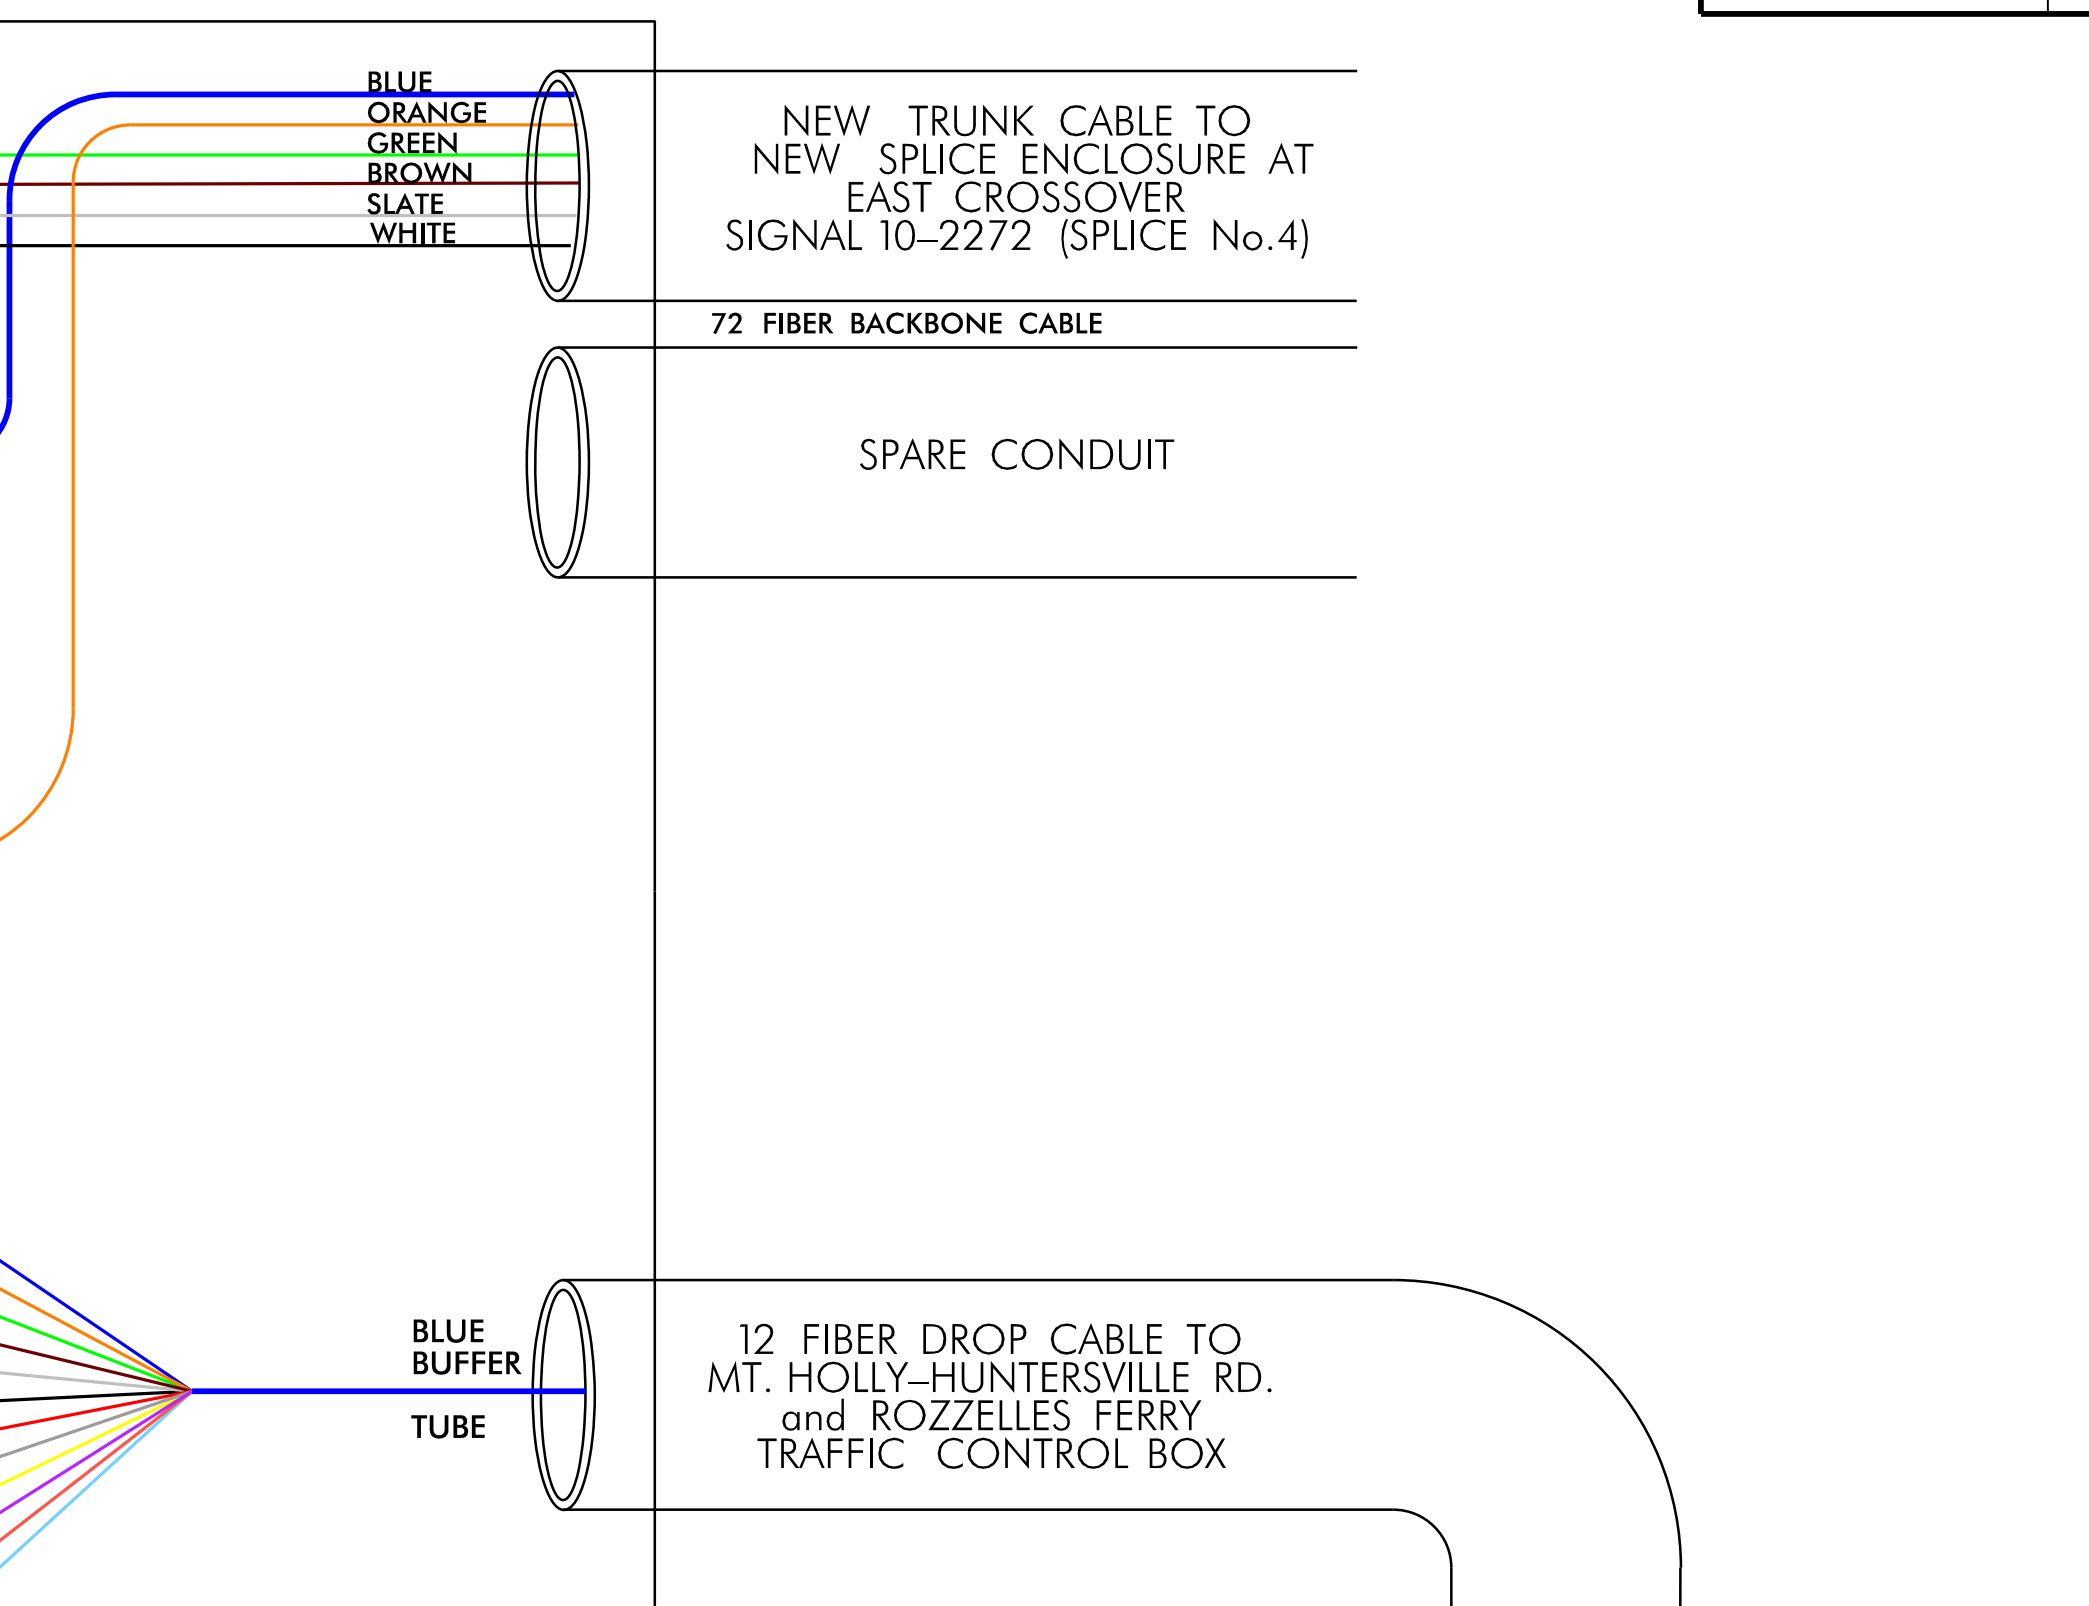 BLUE
ORANGE
GREEN
BROWN
SLATE
WHITE
NEW TRUNK CABLE TO
NEW SPLICE ENCLOSURE AT
EAST CROSSOVER
SIGNAL 10–2272 (SPLICE No.4)
72 FIBER BACKBONE CABLE
SPARE CONDUIT
BLUE
BUFFER
TUBE
12 FIBER DROP CABLE TO
MT. HOLLY–HUNTERSVILLE RD.
and ROZZELLES FERRY
TRAFFIC CONTROL BOX